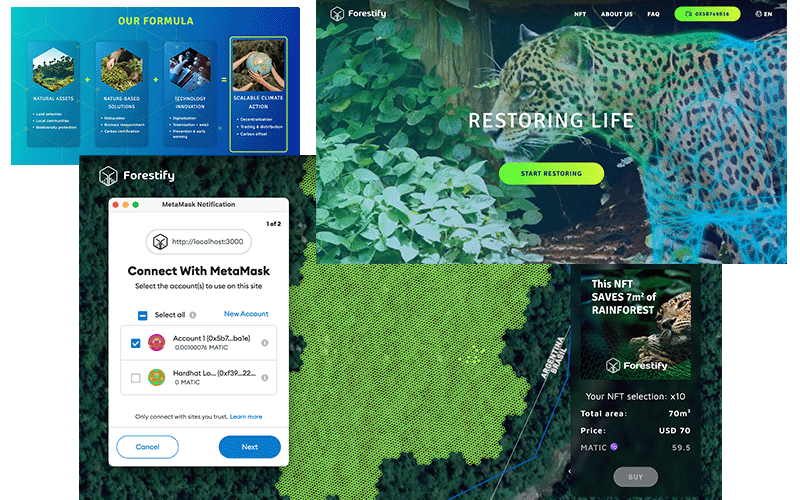 OUR FORMULA
+
+
=
NATURAL ASSETS
• Land selection
• Local communities
• Biodiversity protection
NATURE-BASED
SOLUTIONS
• Restoration
• Biomass measurement
• Carbon certification
TECHNOLOGY
INNOVATION
• Digitalization
• Tokenization + web3
• Prevention & early
warning
SCALABLE CLIMATE
ACTION
• Decentralization
• Trading & distribution
• Carbon offset
Forestify
NFT
ABOUT US
FAQ
0X5B749B16
EN
RESTORING LIFE
START RESTORING
Forestify
MetaMask Notification
1 of 2
http://localhost:3000
Connect With MetaMask
Select the account(s) to use on this site
Select all
New Account
Account 1 (0x5b7...ba1e)
0.00100076 MATIC
Hardhat Lo... (0xf39...22...
0 MATIC
Only connect with sites you trust. Learn more
Cancel
Next
ARGENTINA
BRASIL
This NFT
SAVES 7m² of
RAINFOREST
Forestify
Your NFT selection: x10
Total area: 70m²
Price: USD 70
MATIC 59.5
BUY